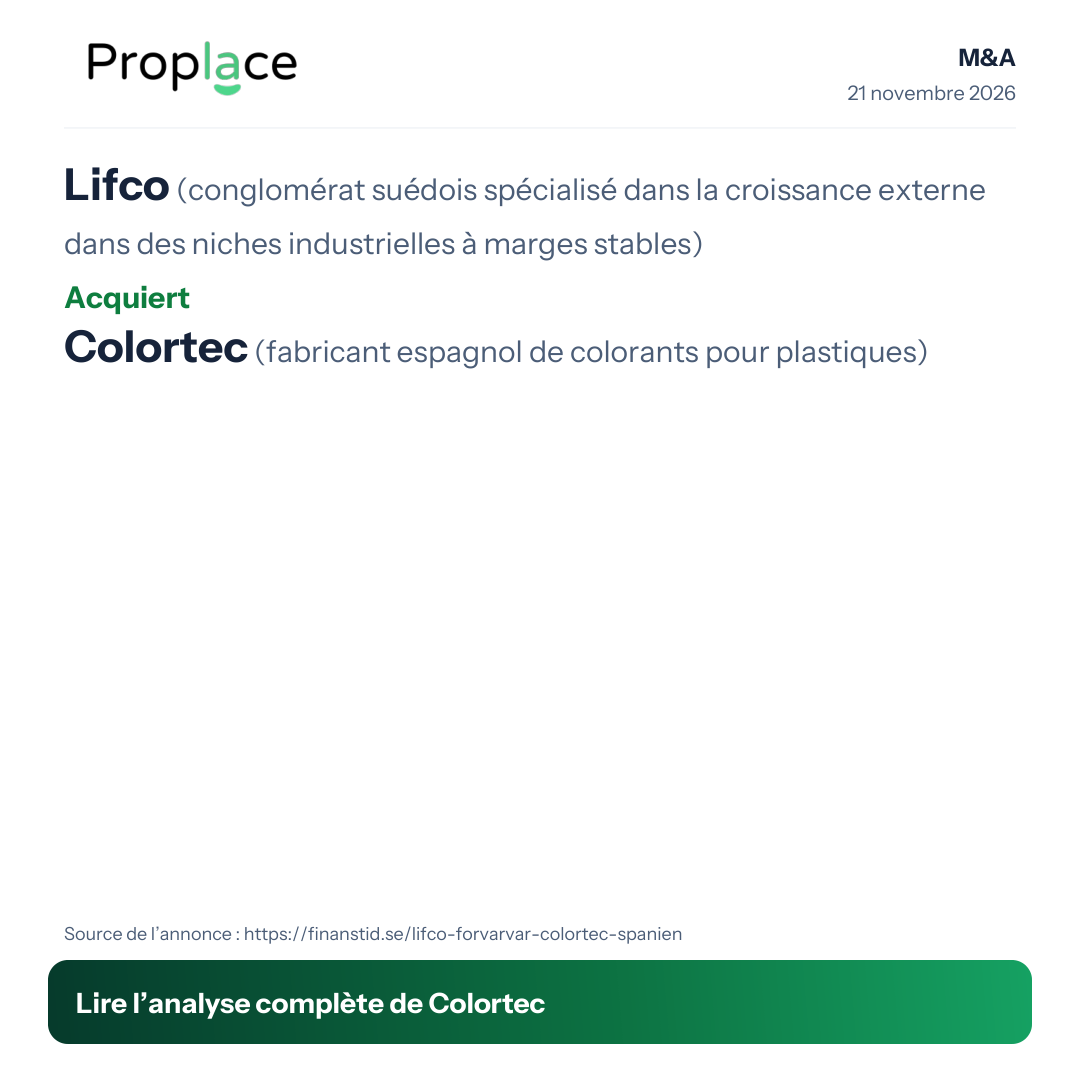 Proplace
M&A
21 novembre 2026
Lifco (conglomérat suédois spécialisé dans la croissance externe
dans des niches industrielles à marges stables)
Acquiert
Colortec (fabricant espagnol de colorants pour plastiques)
Source de l’annonce : https://finanstid.se/lifco-forvarvar-colortec-spanien
Lire l’analyse complète de Colortec